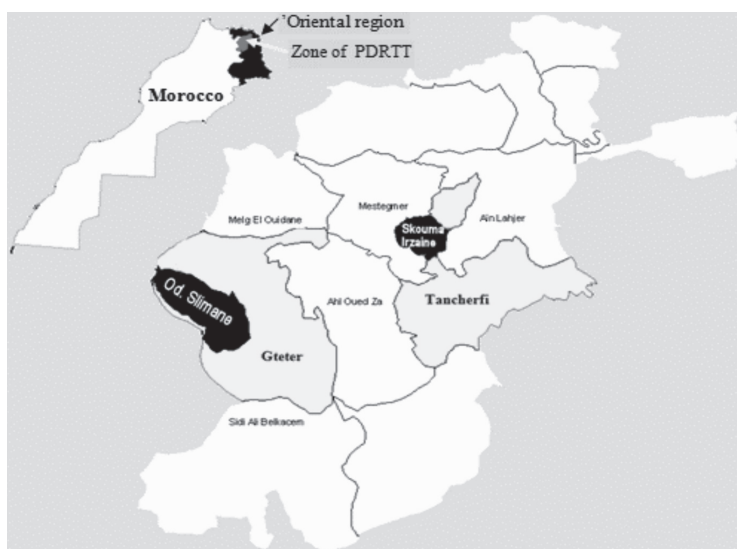 'Oriental region
Zone of PDRTT
Morocco
Melg El Ouidane
Mestegmer
Aïn Lahjer
Skouma
Irzaine
Od. Slimane
Ahl Oued Za
Tancherfi
Gteter
Sidi Ali Belkacem